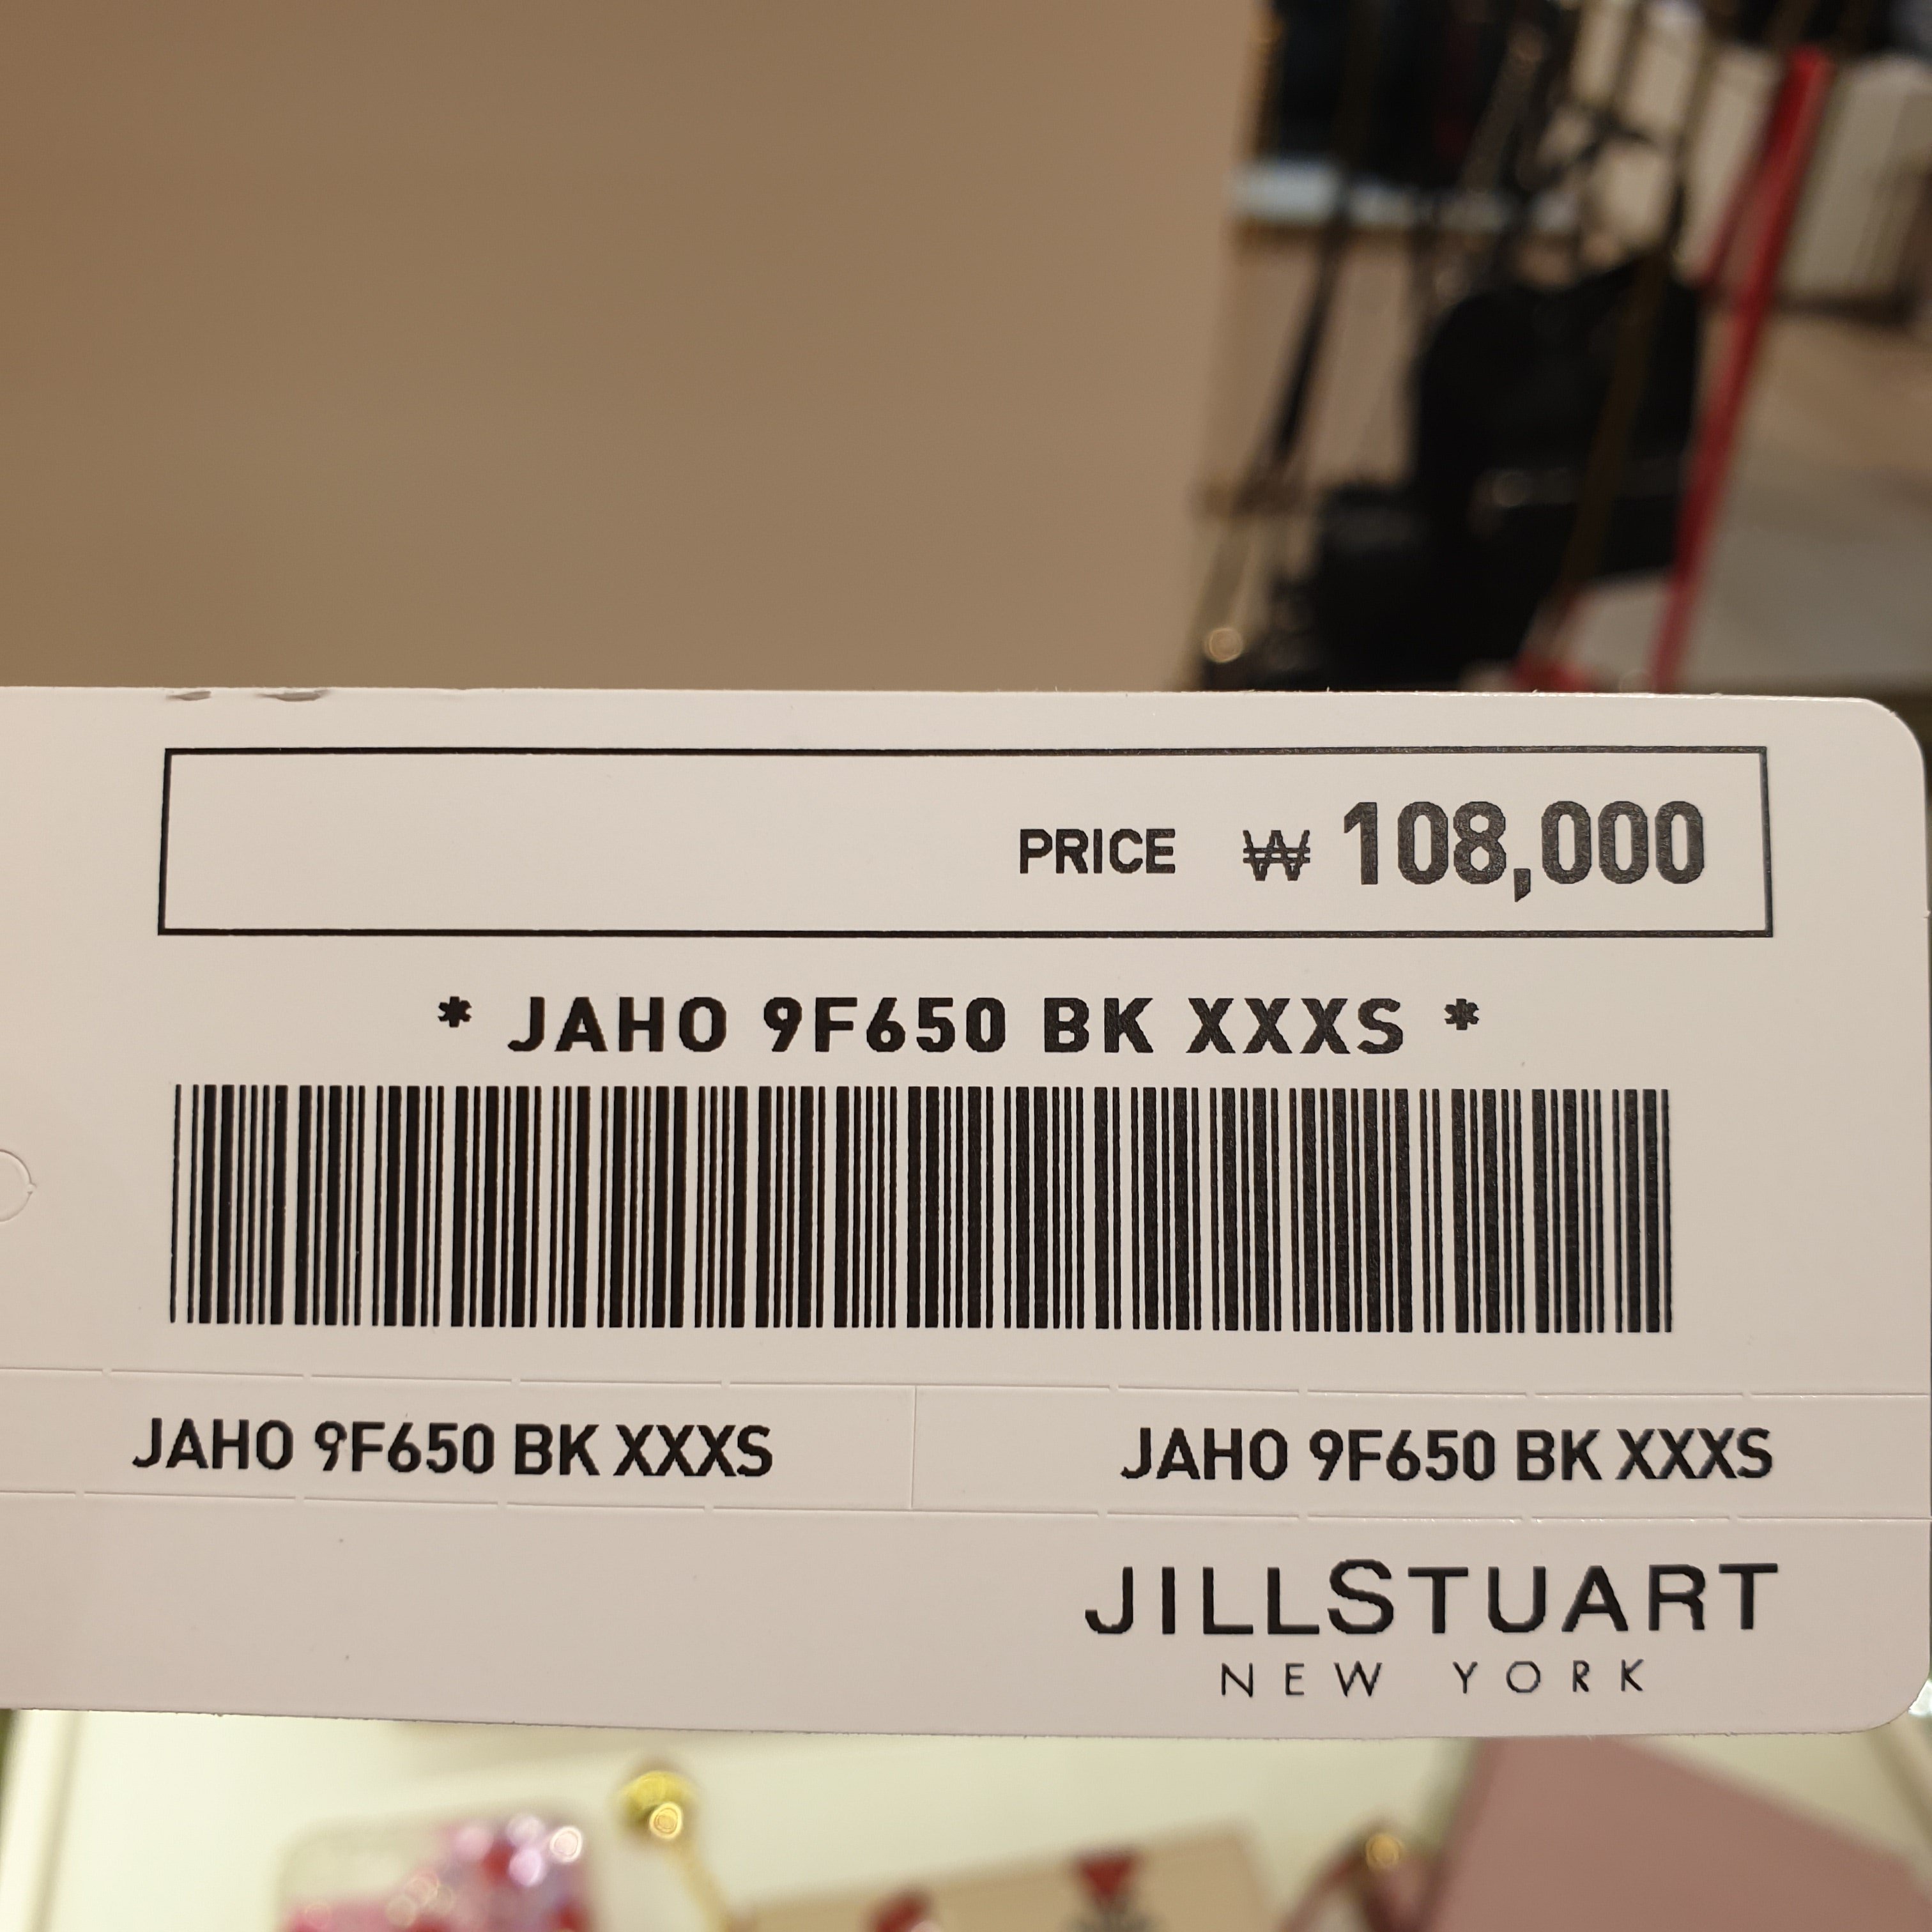 PRICE ₩ 108,000
* JAHO 9F650 BK XXXS *
JAHO 9F650 BK XXXS JAHO 9F650 BK XXXS
JILLSTUART
NEW YORK